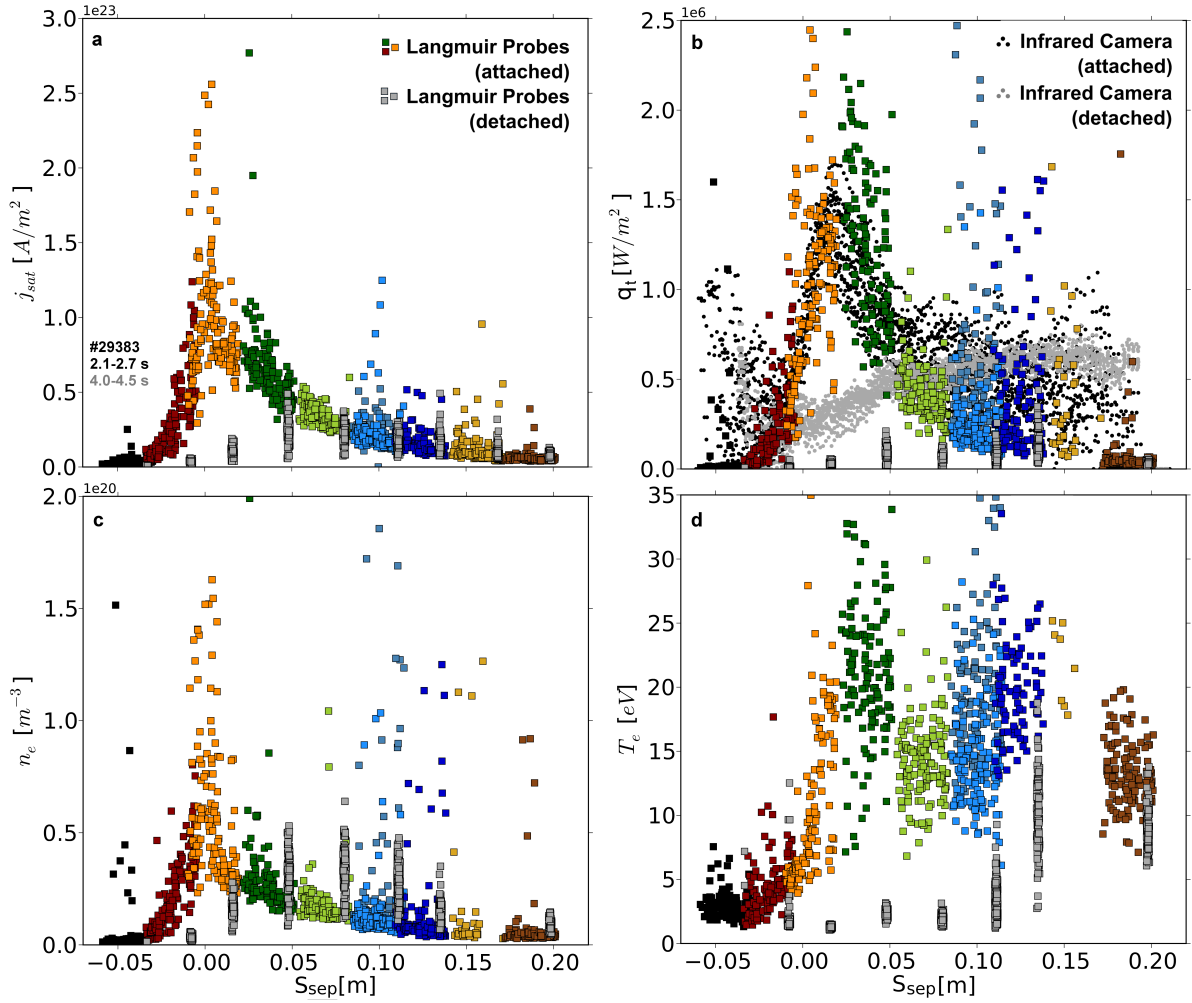 1e23
3.0
2.5
2.0
1.5
1.0
0.5
0.0
j_sat [A/m²]
a
Langmuir Probes
(attached)
Langmuir Probes
(detached)
#29383
2.1-2.7 s
4.0-4.5 s
1e6
2.5
2.0
1.5
1.0
0.5
0.0
q_t [W/m²]
b
Infrared Camera
(attached)
Infrared Camera
(detached)
1e20
2.0
1.5
1.0
0.5
0.0
n_e [m⁻³]
c
−0.05 0.00 0.05 0.10 0.15 0.20
S_sep[m]
35
30
25
20
15
10
5
0
T_e [eV]
d
−0.05 0.00 0.05 0.10 0.15 0.20
S_sep[m]